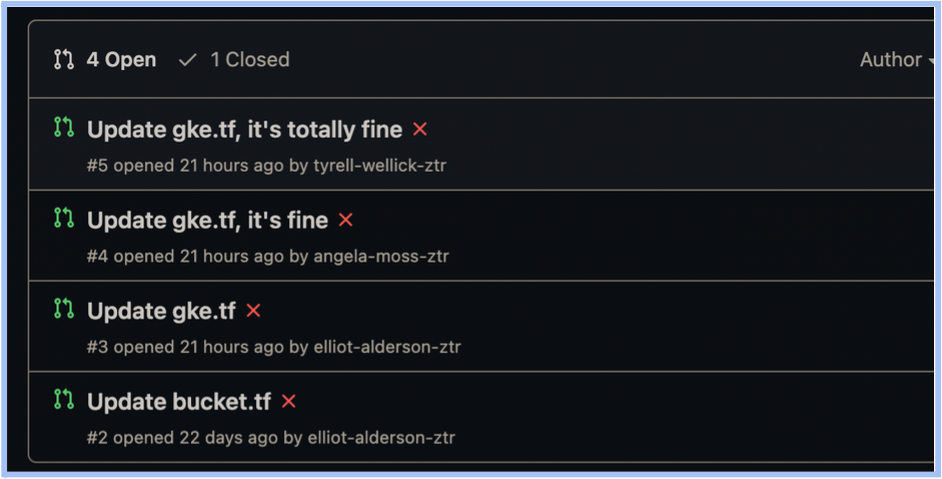 4 Open 1 Closed Author
Update gke.tf, it's totally fine
#5 opened 21 hours ago by tyrell-wellick-ztr
Update gke.tf, it's fine
#4 opened 21 hours ago by angela-moss-ztr
Update gke.tf
#3 opened 21 hours ago by elliot-alderson-ztr
Update bucket.tf
#2 opened 22 days ago by elliot-alderson-ztr